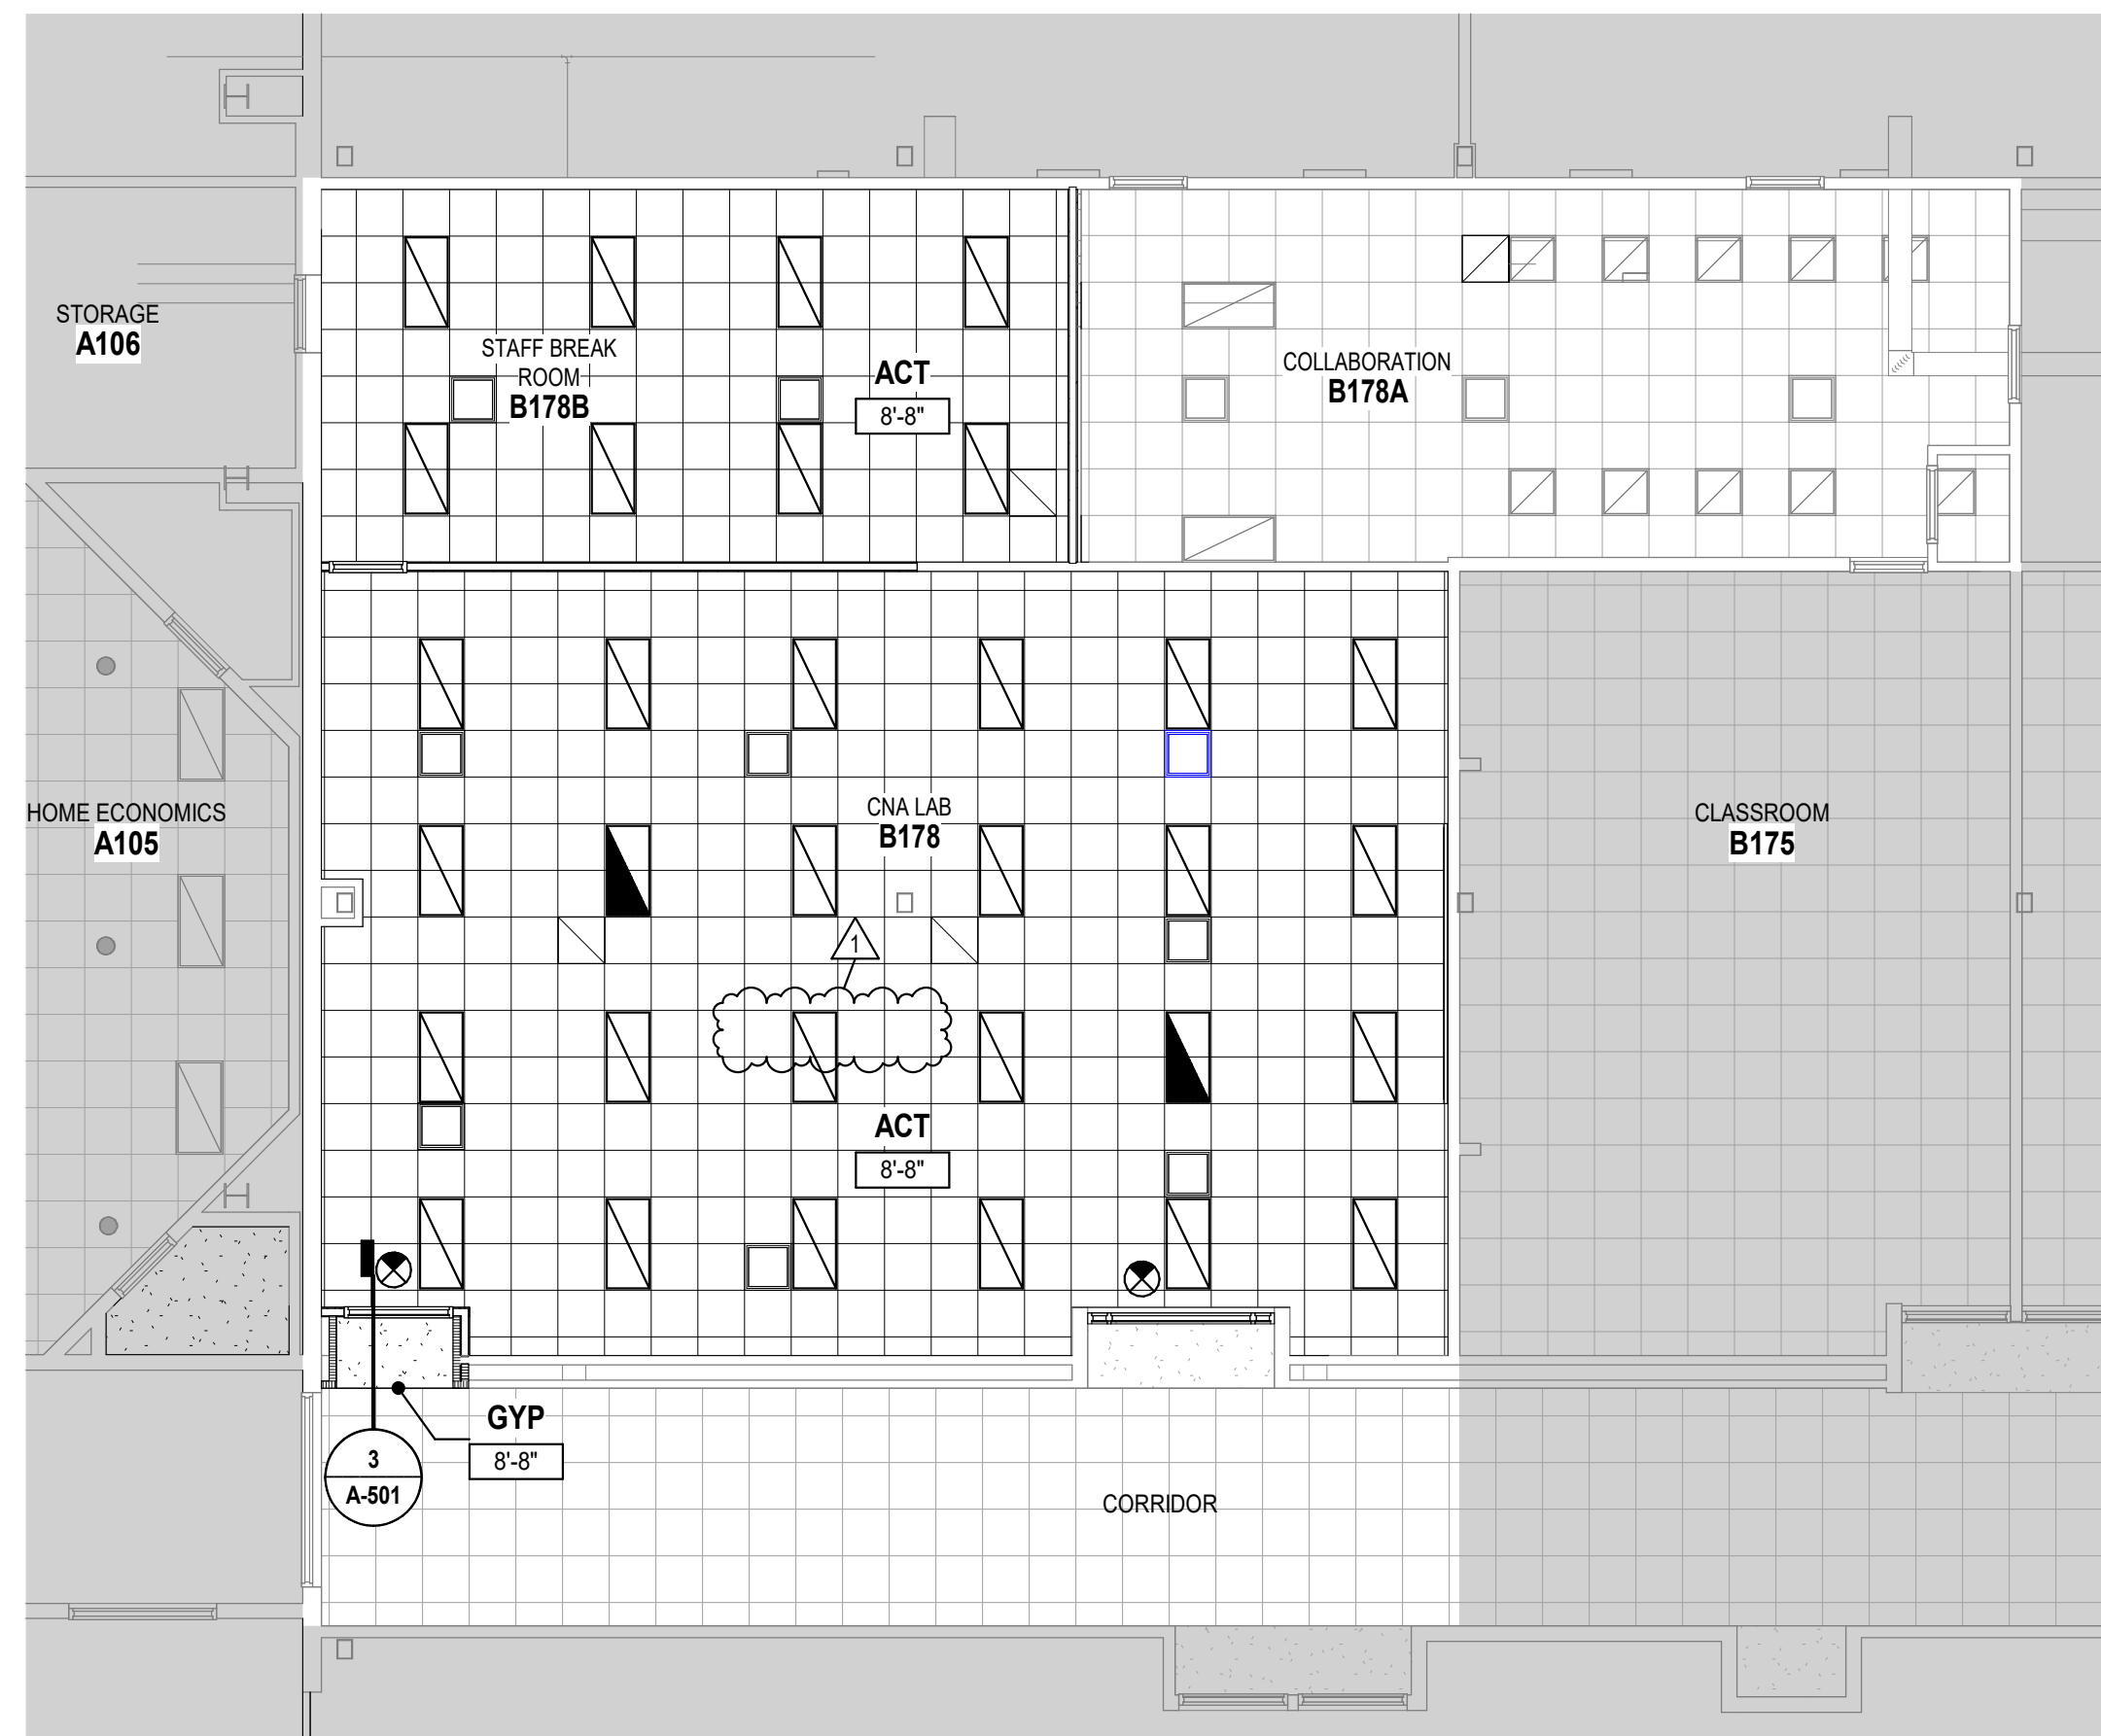 STORAGE
A106
STAFF BREAK
ROOM
B178B
ACT
8'-8"
COLLABORATION
B178A
HOME ECONOMICS
A105
CNA LAB
B178
CLASSROOM
B175
1
ACT
8'-8"
GYP
8'-8"
3
A-501
CORRIDOR